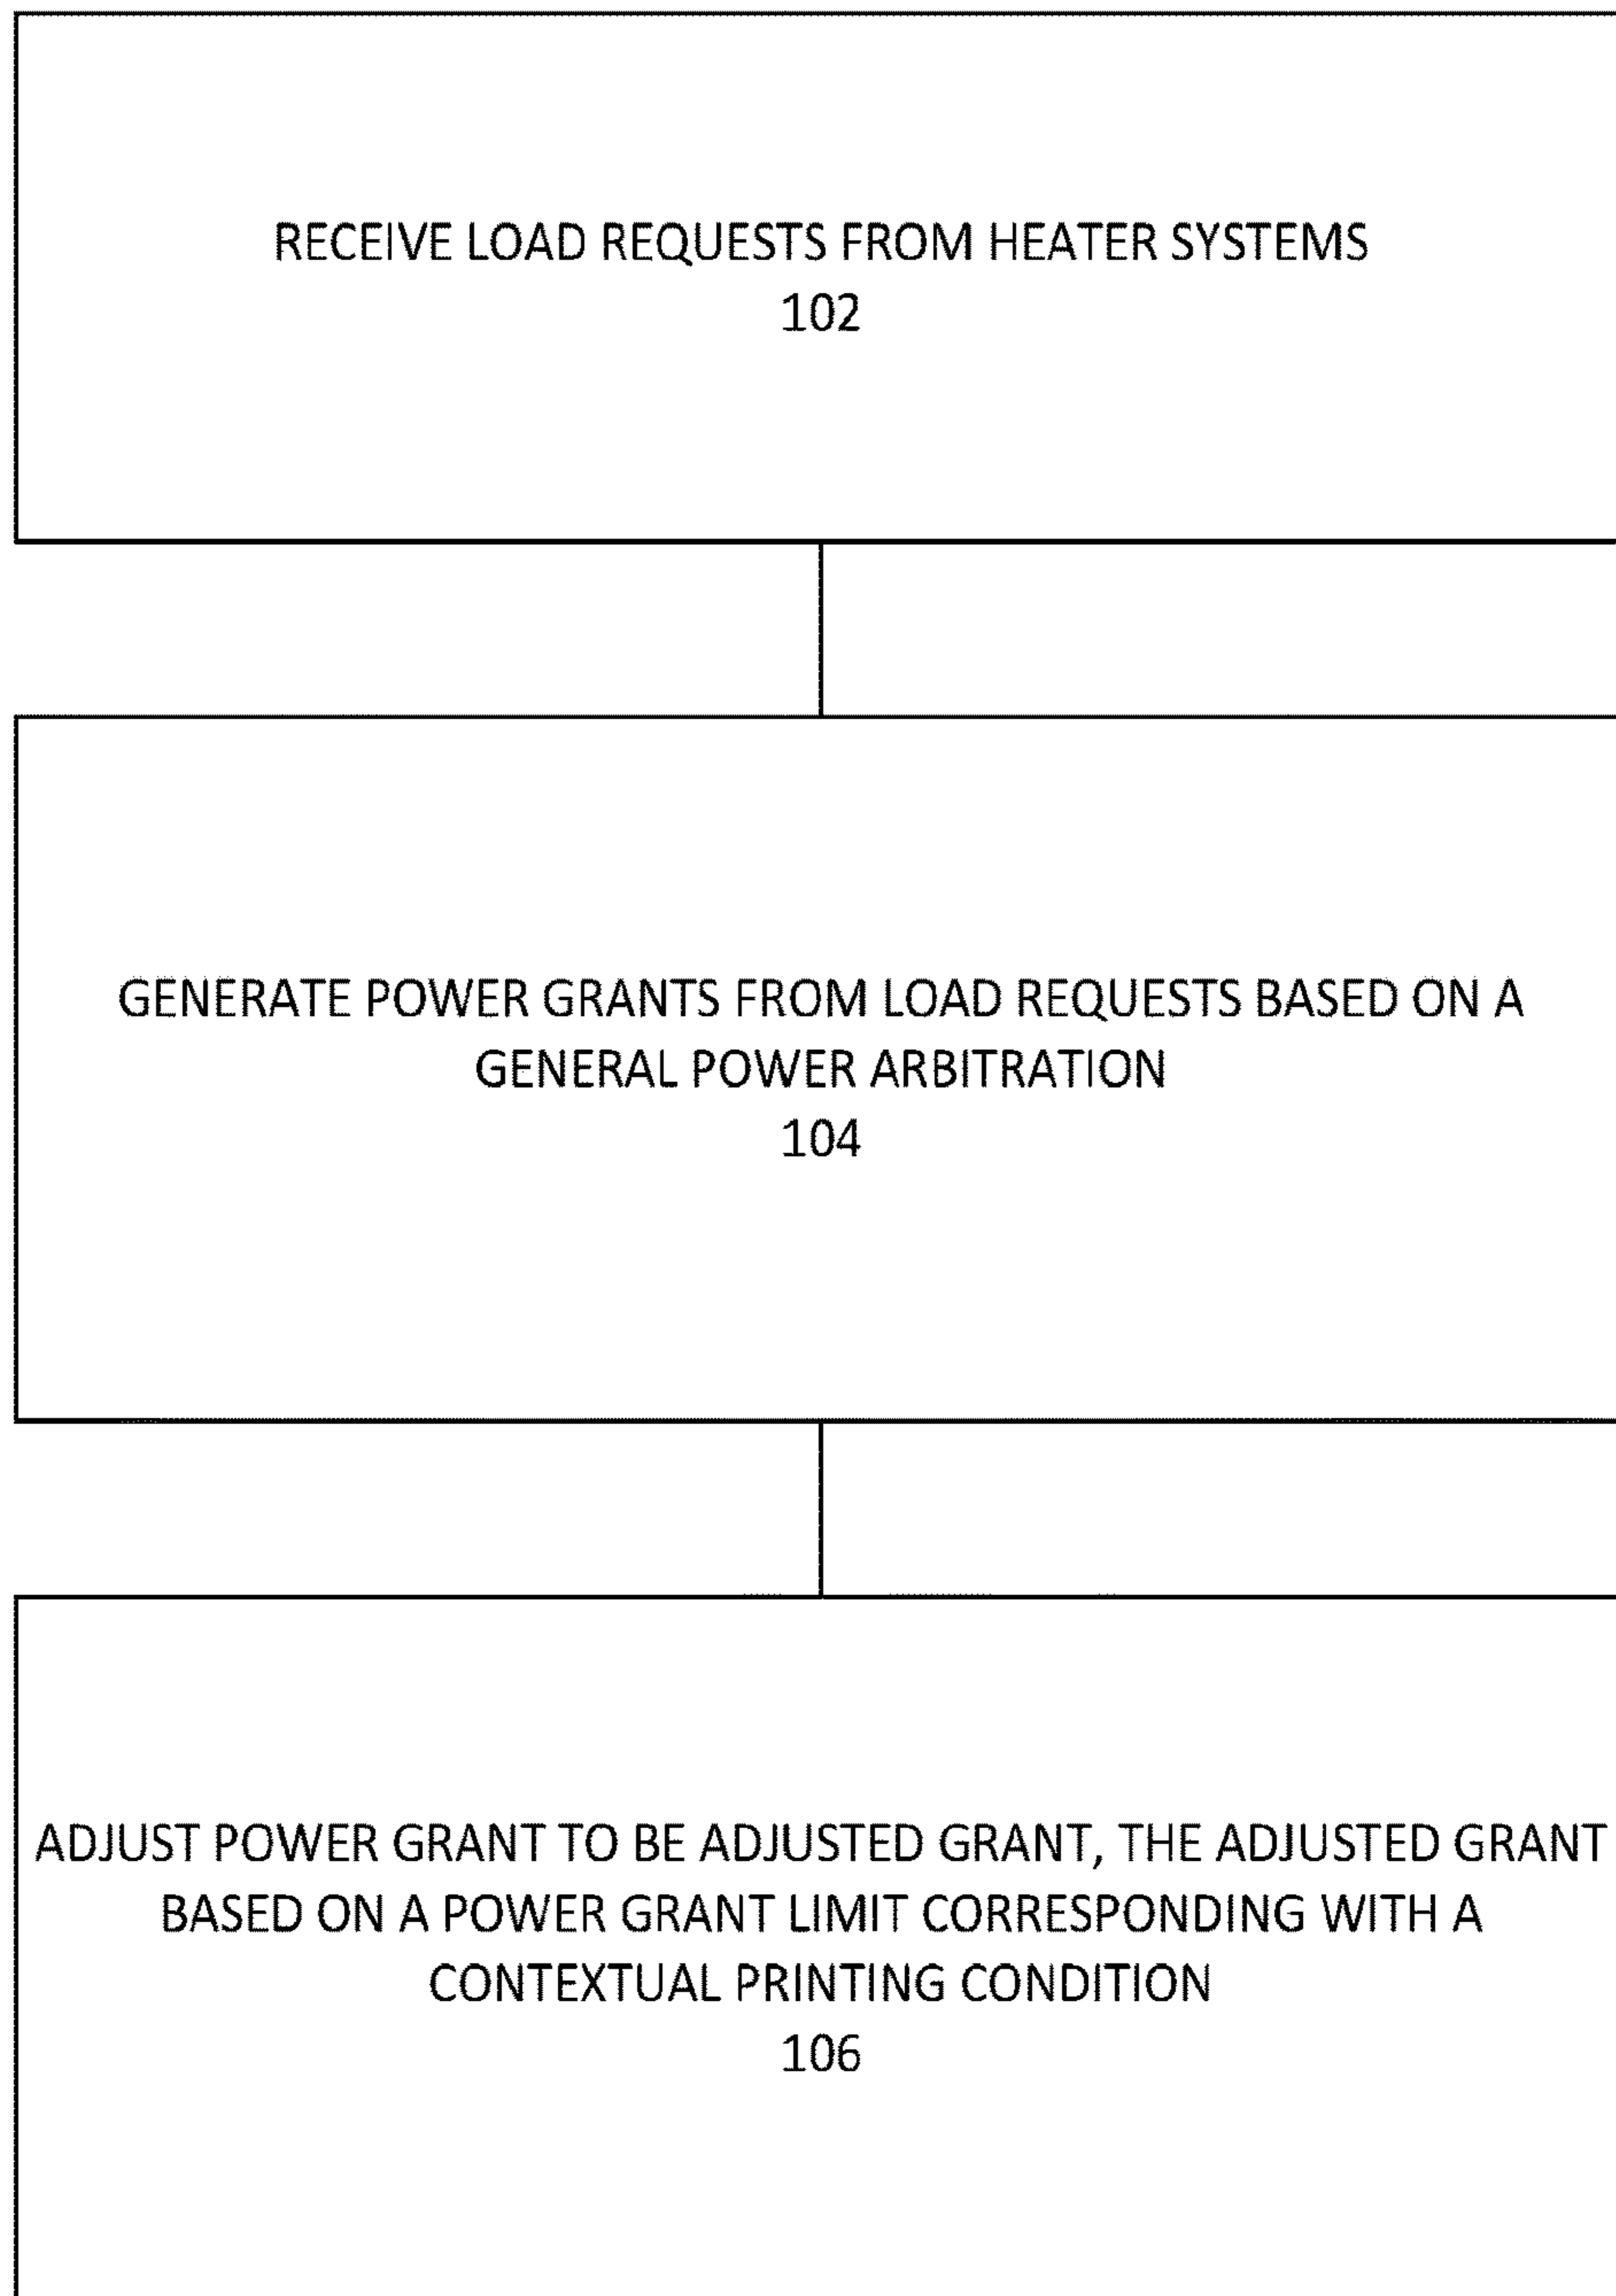 RECEIVE LOAD REQUESTS FROM HEATER SYSTEMS
102
GENERATE POWER GRANTS FROM LOAD REQUESTS BASED ON A
GENERAL POWER ARBITRATION
104
ADJUST POWER GRANT TO BE ADJUSTED GRANT, THE ADJUSTED GRANT
BASED ON A POWER GRANT LIMIT CORRESPONDING WITH A
CONTEXTUAL PRINTING CONDITION
106